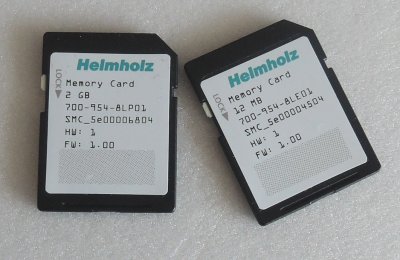 Helmholz
LOCK
Memory Card
2 GB
700-954-8LP01
SMC_5e00006804
HW: 1
FW: 1.00
Helmholz
LOCK
Memory Card
12 MB
700-954-8LE01
SMC_5e00004504
HW: 1
FW: 1.00